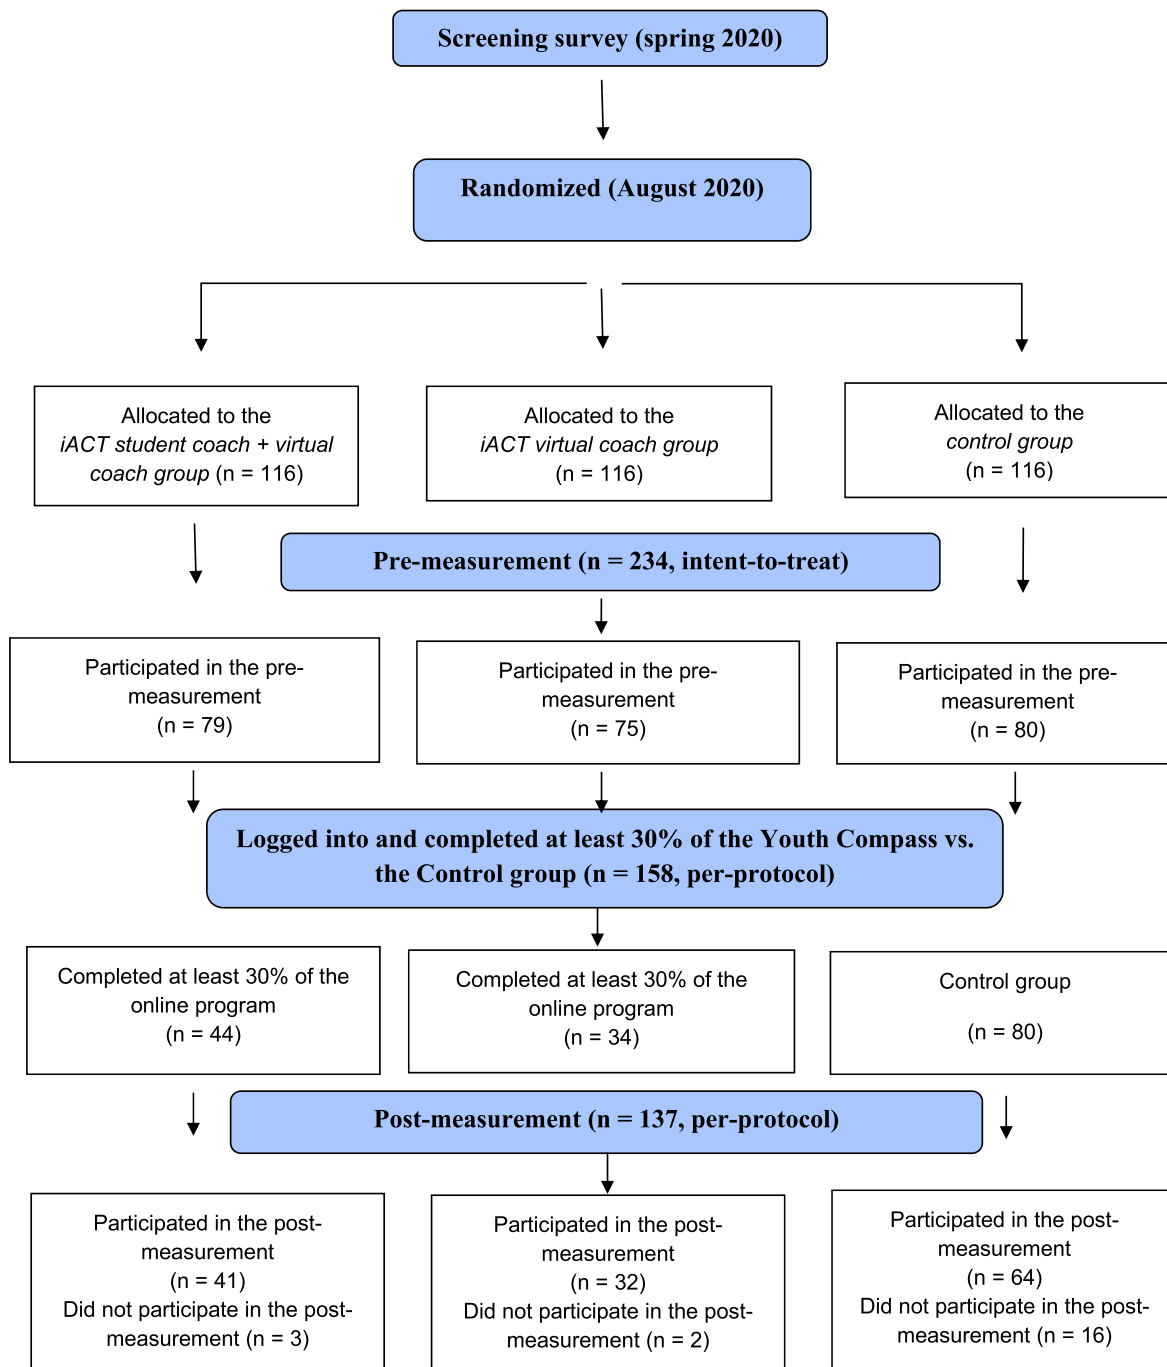 Screening survey (spring 2020)
Randomized (August 2020)
Allocated to the
iACT student coach + virtual
coach group (n = 116)
Allocated to the
iACT virtual coach group
(n = 116)
Allocated to the
control group
(n = 116)
Pre-measurement (n = 234, intent-to-treat)
Participated in the pre-
measurement
(n = 79)
Participated in the pre-
measurement
(n = 75)
Participated in the pre-
measurement
(n = 80)
Logged into and completed at least 30% of the Youth Compass vs.
the Control group (n = 158, per-protocol)
Completed at least 30% of the
online program
(n = 44)
Completed at least 30% of the
online program
(n = 34)
Control group
(n = 80)
Post-measurement (n = 137, per-protocol)
Participated in the post-
measurement
(n = 41)
Did not participate in the post-
measurement (n = 3)
Participated in the post-
measurement
(n = 32)
Did not participate in the post-
measurement (n = 2)
Participated in the post-
measurement
(n = 64)
Did not participate in the post-
measurement (n = 16)